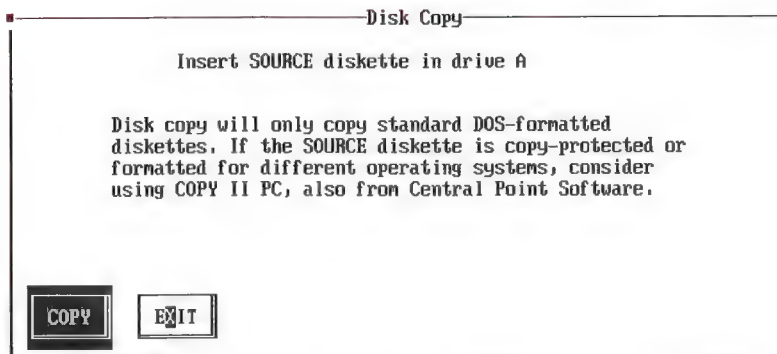 Disk Copy
Insert SOURCE diskette in drive A
Disk copy will only copy standard DOS-formatted
diskettes. If the SOURCE diskette is copy-protected or
formatted for different operating systems, consider
using COPY II PC, also from Central Point Software.
COPY EXIT